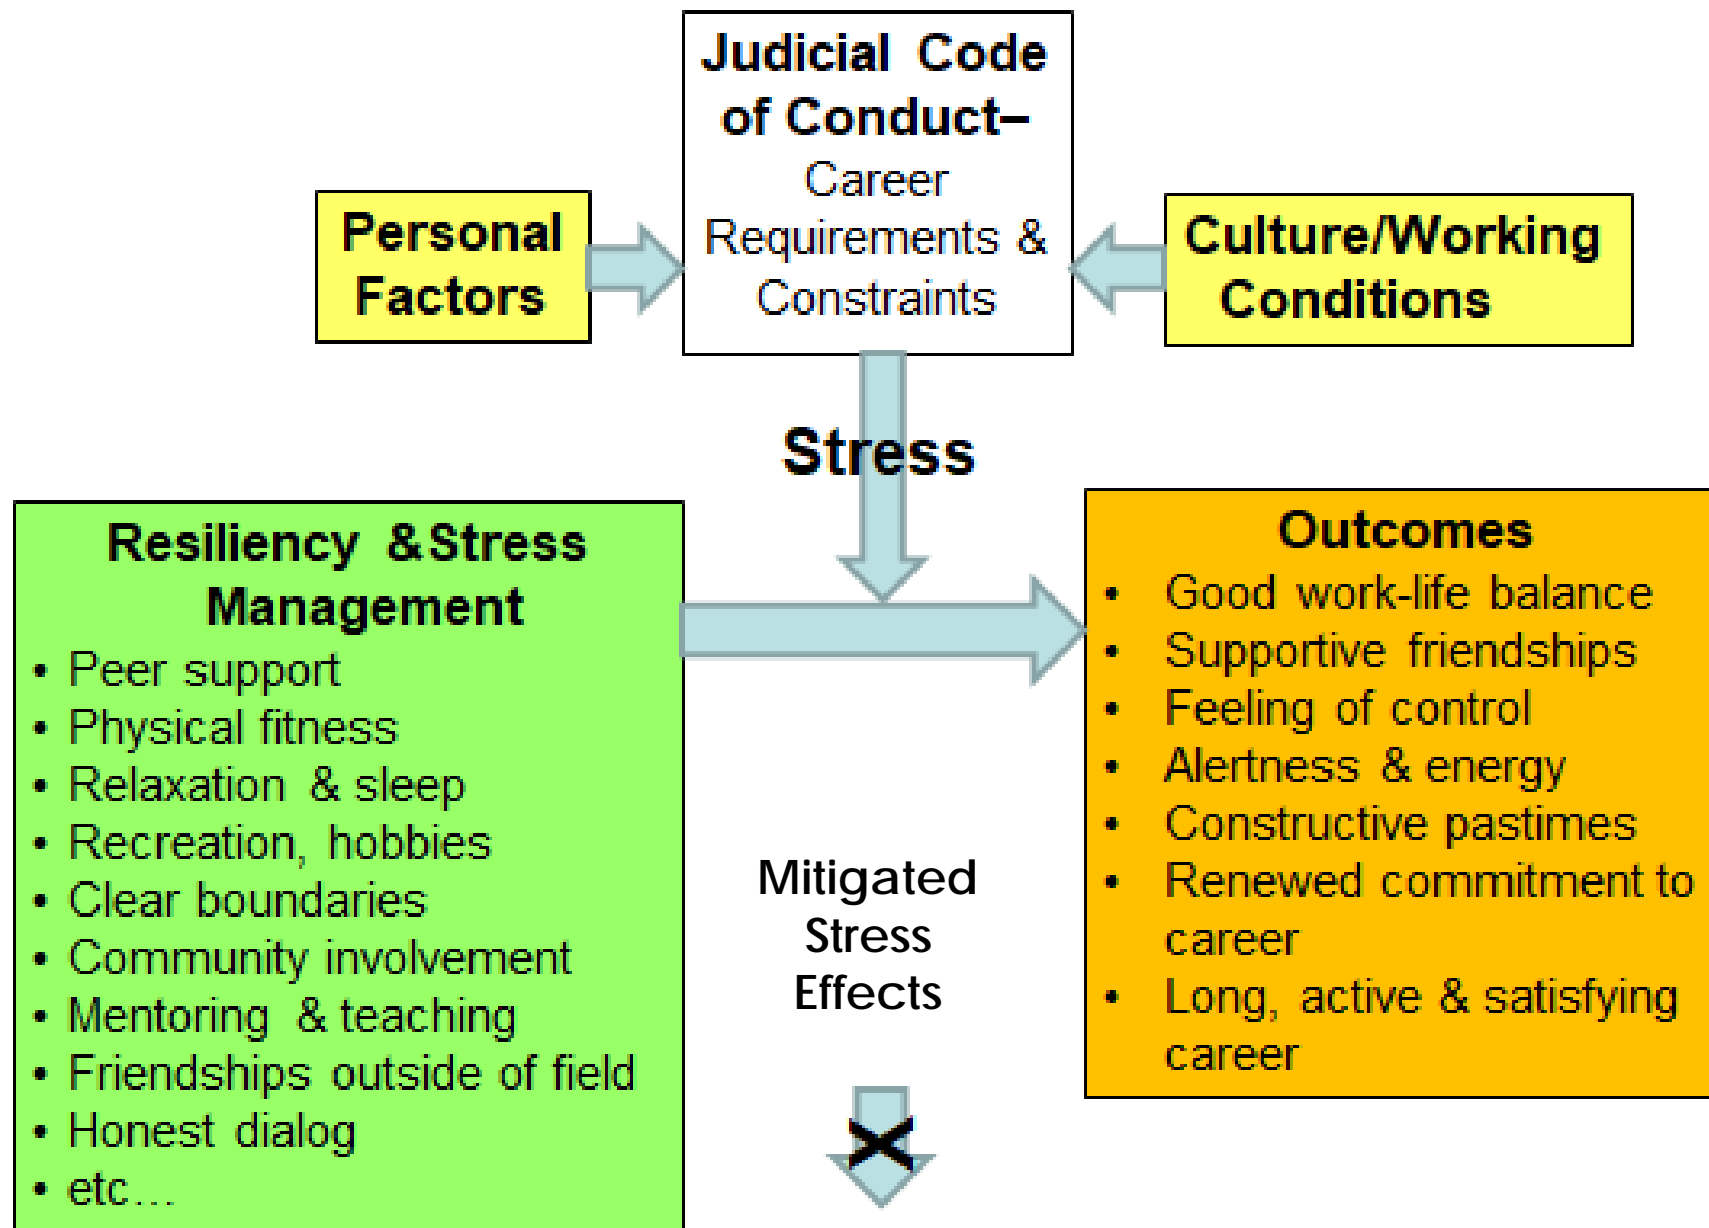 Judicial Code
of Conduct–
Career
Requirements &
Constraints
Personal
Factors
Culture/Working
Conditions
Stress
Resiliency &Stress
Management
• Peer support
• Physical fitness
• Relaxation & sleep
• Recreation, hobbies
• Clear boundaries
• Community involvement
• Mentoring & teaching
• Friendships outside of field
• Honest dialog
• etc…
Mitigated
Stress
Effects
X
Outcomes
• Good work-life balance
• Supportive friendships
• Feeling of control
• Alertness & energy
• Constructive pastimes
• Renewed commitment to
career
• Long, active & satisfying
career